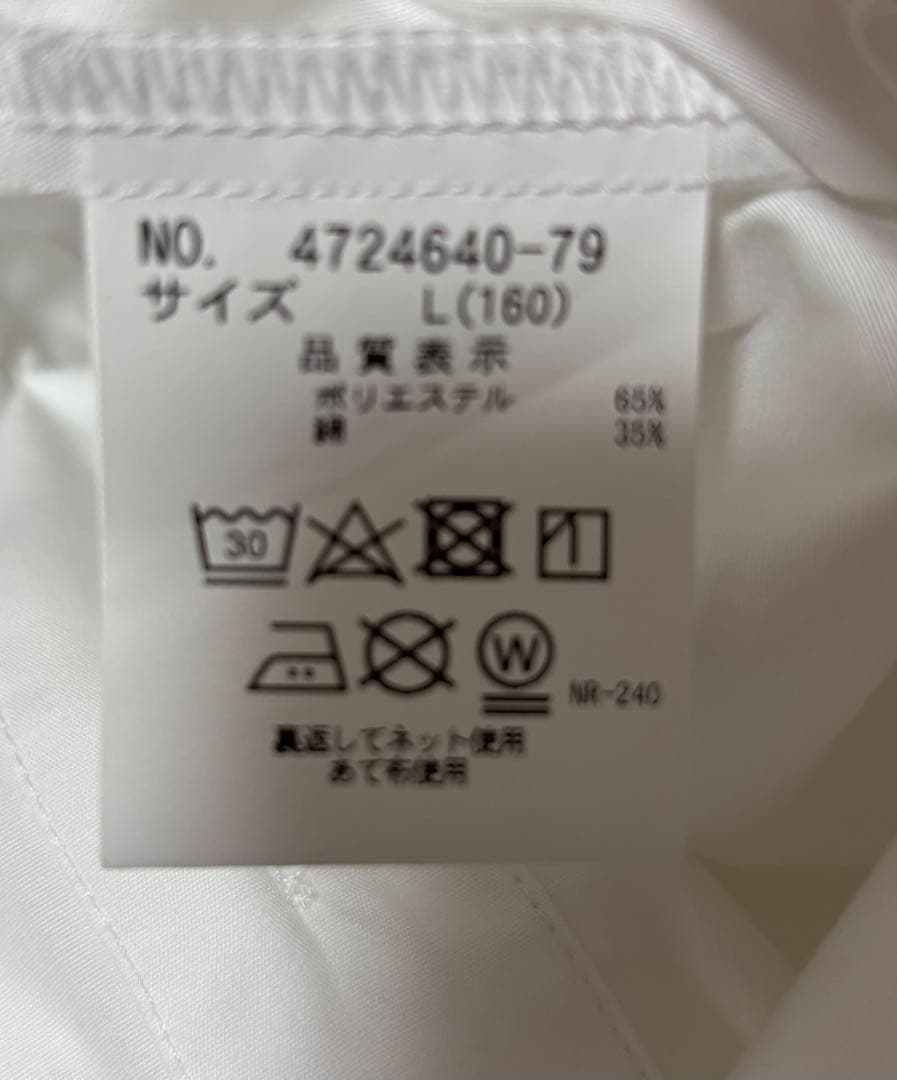 NO. 4724640-79
サイズ L(160)
品質表示
ポリエステル 65%
綿 35%
30
W NR-240
裏返してネット使用
あて布使用